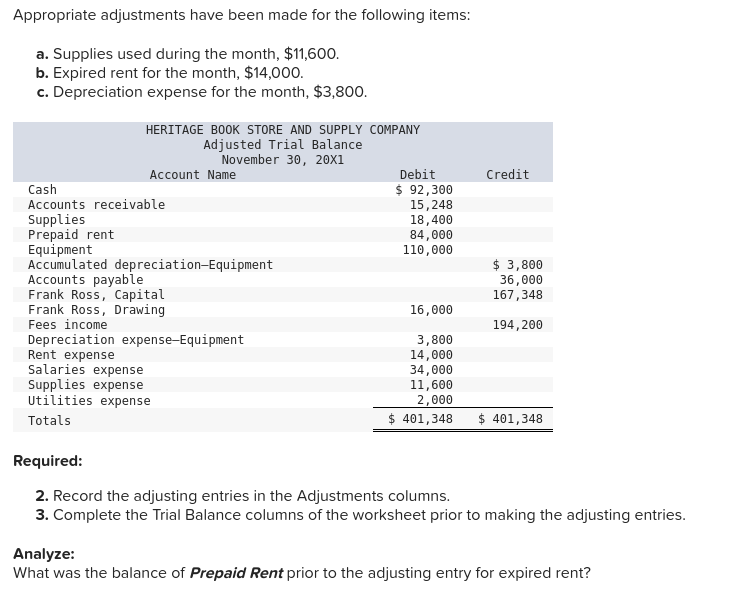 Appropriate adjustments have been made for the following items:
a. Supplies used during the month, $11,600.
b. Expired rent for the month, $14,000.
c. Depreciation expense for the month, $3,800.
HERITAGE BOOK STORE AND SUPPLY COMPANY
Adjusted Trial Balance
November 30, 20X1
Account Name Debit Credit
Cash $ 92,300
Accounts receivable 15,248
Supplies 18,400
Prepaid rent 84,000
Equipment 110,000
Accumulated depreciation–Equipment $ 3,800
Accounts payable 36,000
Frank Ross, Capital 167,348
Frank Ross, Drawing 16,000
Fees income 194,200
Depreciation expense–Equipment 3,800
Rent expense 14,000
Salaries expense 34,000
Supplies expense 11,600
Utilities expense 2,000
Totals $ 401,348 $ 401,348
Required:
2. Record the adjusting entries in the Adjustments columns.
3. Complete the Trial Balance columns of the worksheet prior to making the adjusting entries.
Analyze:
What was the balance of Prepaid Rent prior to the adjusting entry for expired rent?